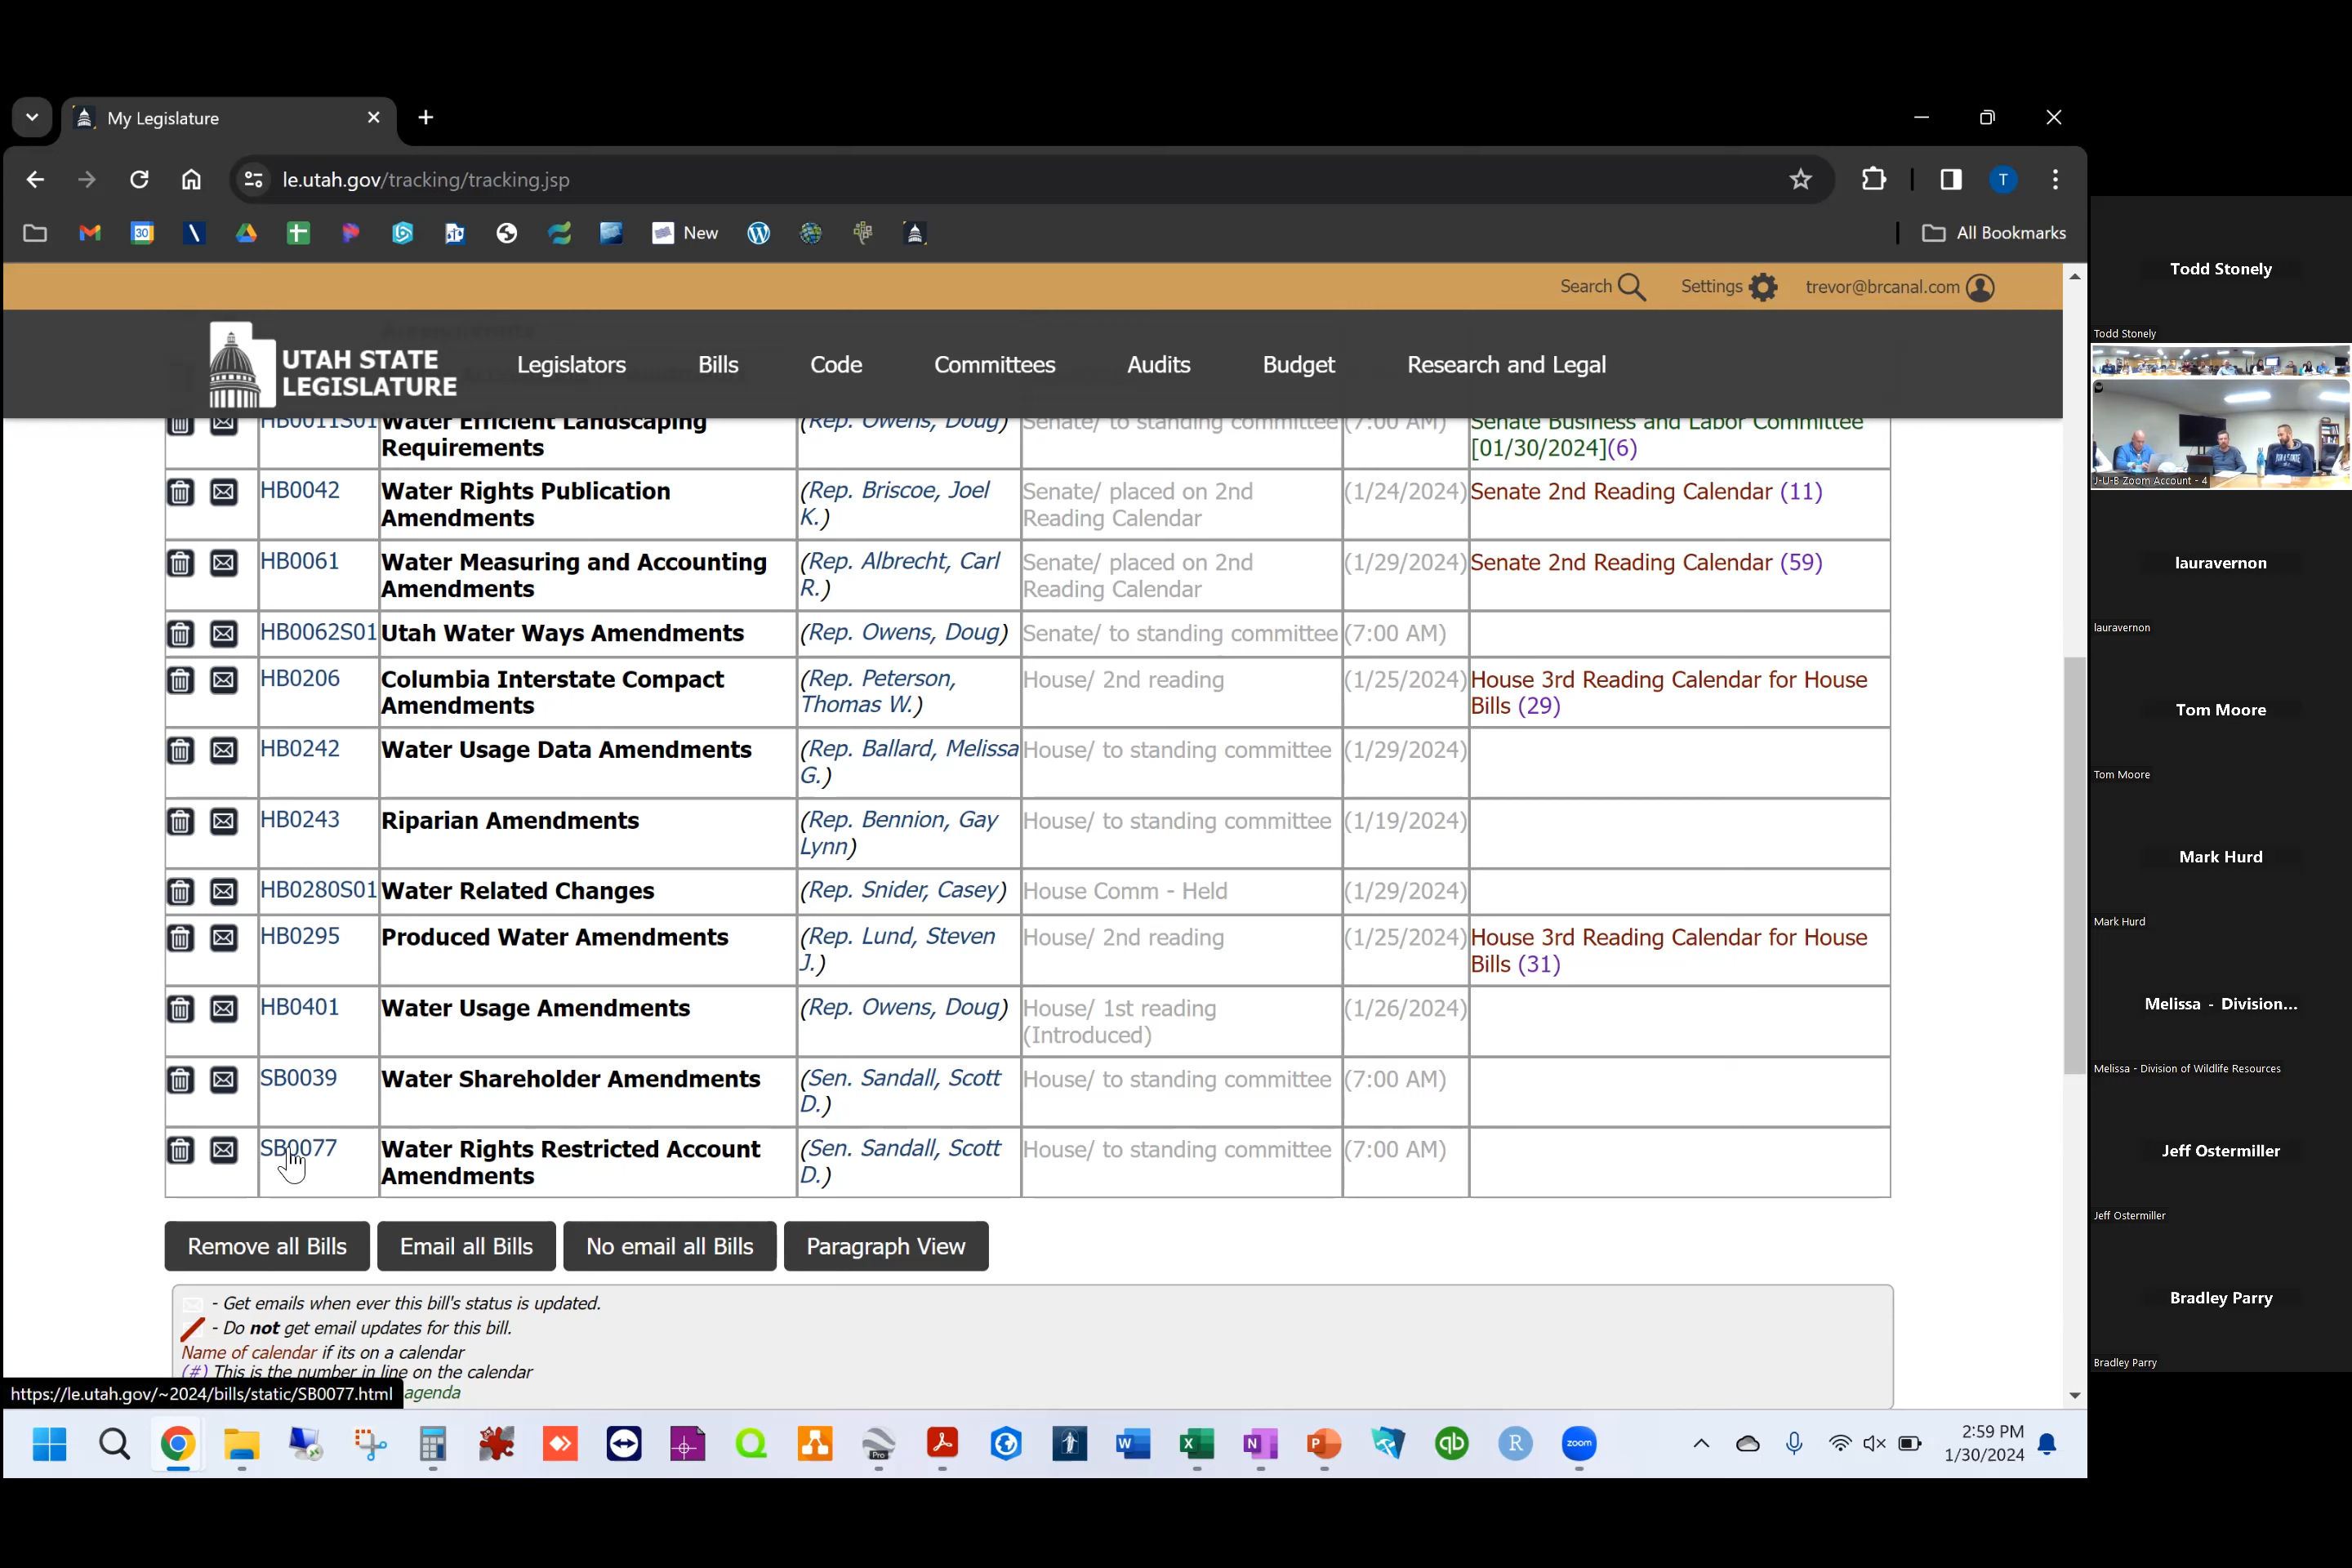 My Legislature
le.utah.gov/tracking/tracking.jsp
T
30
New
All Bookmarks
Search
Settings
trevor@brcanal.com
UTAH STATE
LEGISLATURE
Legislators
Bills
Code
Committees
Audits
Budget
Research and Legal
HB0011S01 Water Efficient Landscaping (Rep. Owens, Doug) Senate/ to standing committee (7:00 AM) Senate Business and Labor Committee
Requirements [01/30/2024](6)
HB0042 Water Rights Publication (Rep. Briscoe, Joel Senate/ placed on 2nd (1/24/2024) Senate 2nd Reading Calendar (11)
Amendments K.) Reading Calendar
HB0061 Water Measuring and Accounting (Rep. Albrecht, Carl Senate/ placed on 2nd (1/29/2024) Senate 2nd Reading Calendar (59)
Amendments R.) Reading Calendar
HB0062S01 Utah Water Ways Amendments (Rep. Owens, Doug) Senate/ to standing committee (7:00 AM)
HB0206 Columbia Interstate Compact (Rep. Peterson, House/ 2nd reading (1/25/2024) House 3rd Reading Calendar for House
Amendments Thomas W.) Bills (29)
HB0242 Water Usage Data Amendments (Rep. Ballard, Melissa House/ to standing committee (1/29/2024)
G.)
HB0243 Riparian Amendments (Rep. Bennion, Gay House/ to standing committee (1/19/2024)
Lynn)
HB0280S01 Water Related Changes (Rep. Snider, Casey) House Comm - Held (1/29/2024)
HB0295 Produced Water Amendments (Rep. Lund, Steven House/ 2nd reading (1/25/2024) House 3rd Reading Calendar for House
J.) Bills (31)
HB0401 Water Usage Amendments (Rep. Owens, Doug) House/ 1st reading (1/26/2024)
(Introduced)
SB0039 Water Shareholder Amendments (Sen. Sandall, Scott House/ to standing committee (7:00 AM)
D.)
SB0077 Water Rights Restricted Account (Sen. Sandall, Scott House/ to standing committee (7:00 AM)
Amendments D.)
Remove all Bills
Email all Bills
No email all Bills
Paragraph View
- Get emails when ever this bill's status is updated.
- Do not get email updates for this bill.
Name of calendar if its on a calendar
(#) This is the number in line on the calendar
https://le.utah.gov/~2024/bills/static/SB0077.html agenda
Pro
W
X
N
P
qb
R
zoom
2:59 PM
1/30/2024
Todd Stonely
Todd Stonely
J-U-B Zoom Account - 4
lauravernon
lauravernon
Tom Moore
Tom Moore
Mark Hurd
Mark Hurd
Melissa - Division...
Melissa - Division of Wildlife Resources
Jeff Ostermiller
Jeff Ostermiller
Bradley Parry
Bradley Parry